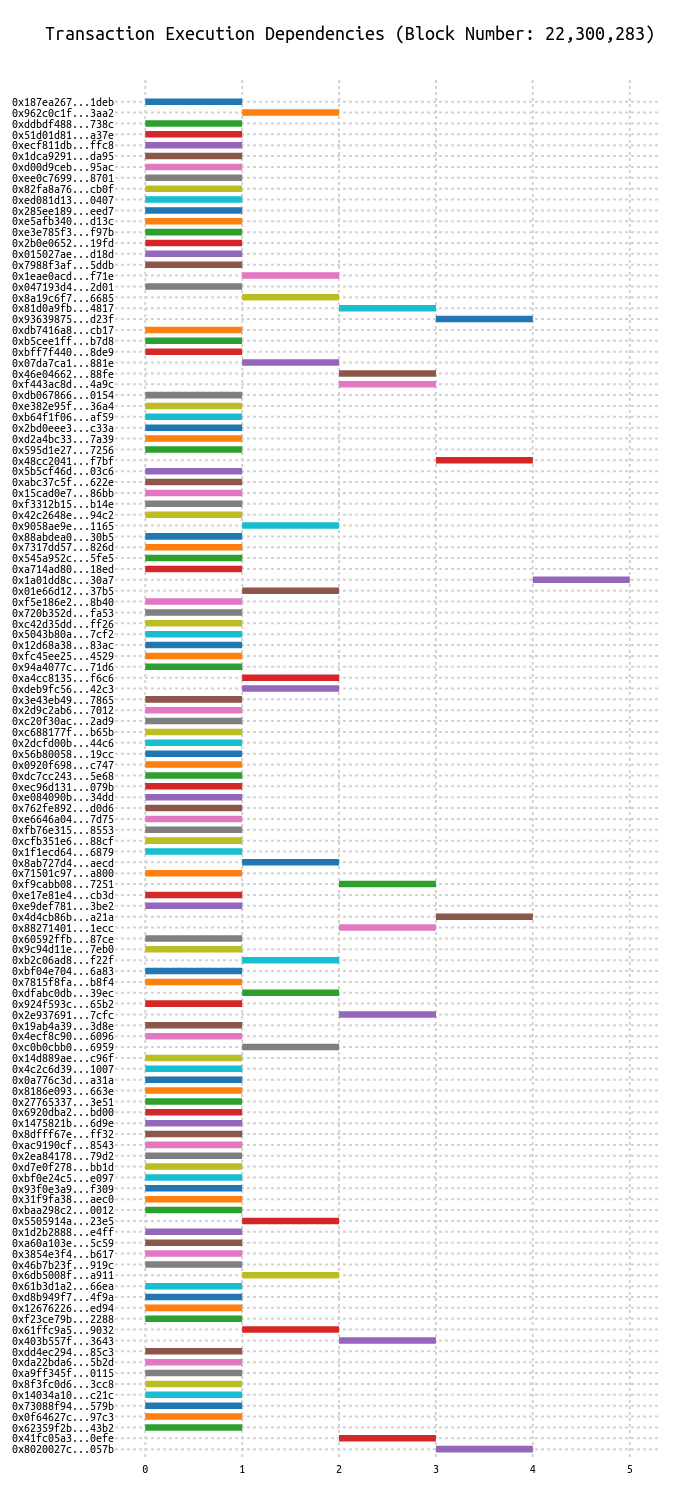 Transaction Execution Dependencies (Block Number: 22,300,283)
0x187ea267...1deb
0x962c0c1f...3aa2
0xddbdf488...738c
0x51d01d81...a37e
0xecf811db...ffc8
0x1dca9291...da95
0xd00d9ceb...95ac
0xee0c7699...8701
0x82fa8a76...cb0f
0xed081d13...0407
0x285ee189...eed7
0xe5afb340...d13c
0xe3e785f3...f97b
0x2b0e0652...19fd
0x015027ae...d18d
0x7988f3af...5ddb
0x1eae0acd...f71e
0x047193d4...2d01
0x8a19c6f7...6685
0x81d0a9fb...4817
0x93639875...d23f
0xdb7416a8...cb17
0xb5cee1ff...b7d8
0xbff7f440...8de9
0x07da7ca1...881e
0x46e04662...88fe
0xf443ac8d...4a9c
0xdb067866...0154
0xe382e95f...36a4
0xb64f1f06...af59
0x2bd0eee3...c33a
0xd2a4bc33...7a39
0x595d1e27...7256
0x48cc2041...f7bf
0x5b5cf46d...03c6
0xabc37c5f...622e
0x15cad0e7...86bb
0xf3312b15...b14e
0x42c2648e...94c2
0x9058ae9e...1165
0x88abdea0...30b5
0x7317dd57...826d
0x545a952c...5fe5
0xa714ad80...18ed
0x1a01dd8c...30a7
0x01e66d12...37b5
0xf5e186e2...8b40
0x720b352d...fa53
0xc42d35dd...ff26
0x5043b80a...7cf2
0x12d68a38...83ac
0xfc45ee25...4529
0x94a4077c...71d6
0xa4cc8135...f6c6
0xdeb9fc56...42c3
0x3e43eb49...7865
0x2d9c2ab6...7012
0xc20f30ac...2ad9
0xc688177f...b65b
0x2dcfd00b...44c6
0x56b80058...19cc
0x0920f698...c747
0xdc7cc243...5e68
0xec96d131...079b
0xe084090b...34dd
0x762fe892...d0d6
0xe6646a04...7d75
0xfb76e315...8553
0xcfb351e6...88cf
0x1f1ecd64...6879
0x8ab727d4...aecd
0x71501c97...a800
0xf9cabb08...7251
0xe17e81e4...cb3d
0xe9def781...3be2
0x4d4cb86b...a21a
0x88271401...1ecc
0x60592ffb...87ce
0x9c94d11e...7eb0
0xb2c06ad8...f22f
0xbf04e704...6a83
0x7815f8fa...b8f4
0xdfabc0db...39ec
0x924f593c...65b2
0x2e937691...7cfc
0x19ab4a39...3d8e
0x4ecf8c90...6096
0xc0b0cbb0...6959
0x14d889ae...c96f
0x4c2c6d39...1007
0x0a776c3d...a31a
0x8186e093...663e
0x27765337...3e51
0x6920dba2...bd00
0x1475821b...6d9e
0x8dfff67e...ff32
0xac9190cf...8543
0x2ea84178...79d2
0xd7e0f278...bb1d
0xbf0e24c5...e097
0x93f0e3a9...f309
0x31f9fa38...aec0
0xbaa298c2...0012
0x5505914a...23e5
0x1d2b2888...e4ff
0xa60a103e...5c59
0x3854e3f4...b617
0x46b7b23f...919c
0x6db5008f...a911
0x61b3d1a2...66ea
0xd8b949f7...4f9a
0x12676226...ed94
0xf23ce79b...2288
0x61ffc9a5...9032
0x403b557f...3643
0xdd4ec294...85c3
0xda22bda6...5b2d
0xa9ff345f...0115
0x8f3fc0d6...3cc8
0x14034a10...c21c
0x73088f94...579b
0x0f64627c...97c3
0x62359f2b...43b2
0x41fc05a3...0efe
0x8020027c...057b
0 1 2 3 4 5